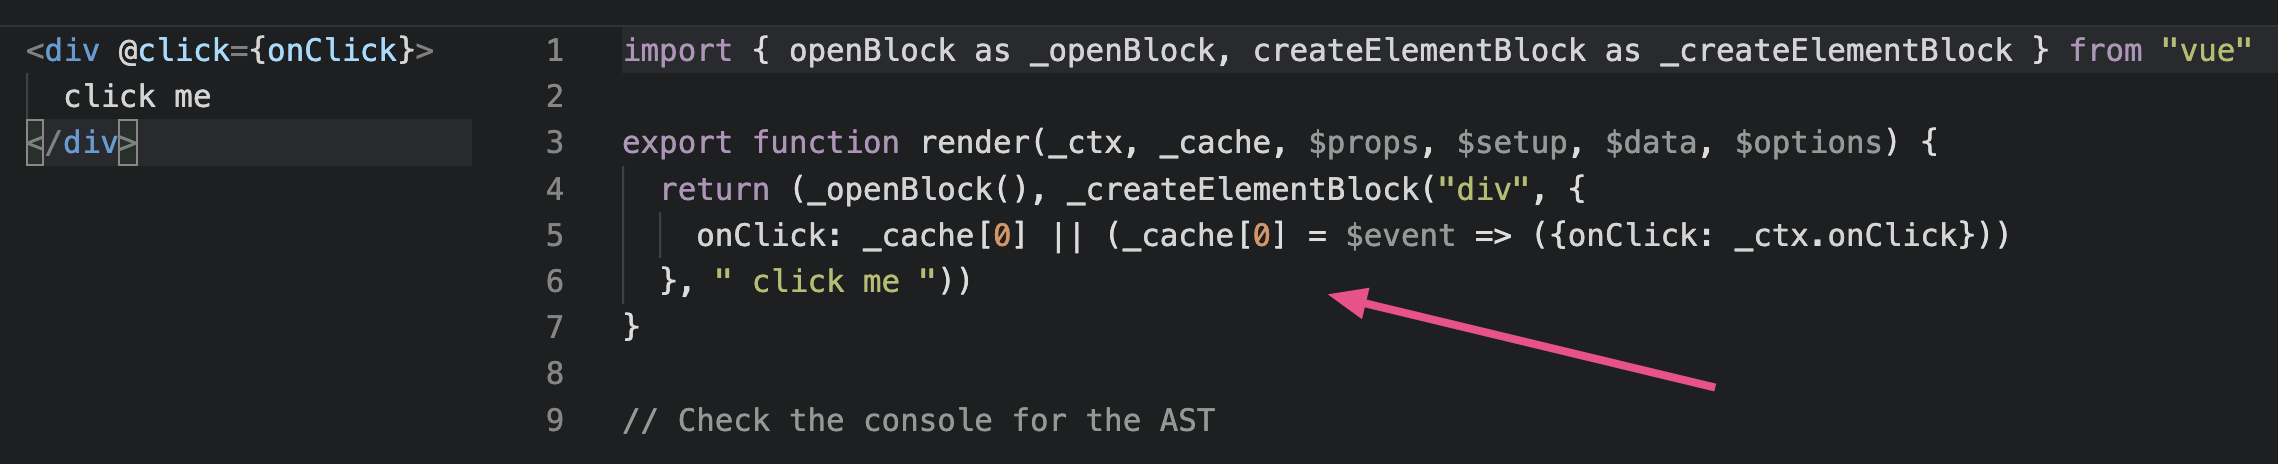 <div @click={onClick}>
click me
</div>
1 import { openBlock as _openBlock, createElementBlock as _createElementBlock } from "vue"
2
3 export function render(_ctx, _cache, $props, $setup, $data, $options) {
4 return (_openBlock(), _createElementBlock("div", {
5 onClick: _cache[0] || (_cache[0] = $event => ({onClick: _ctx.onClick}))
6 }, " click me "))
7 }
8
9 // Check the console for the AST